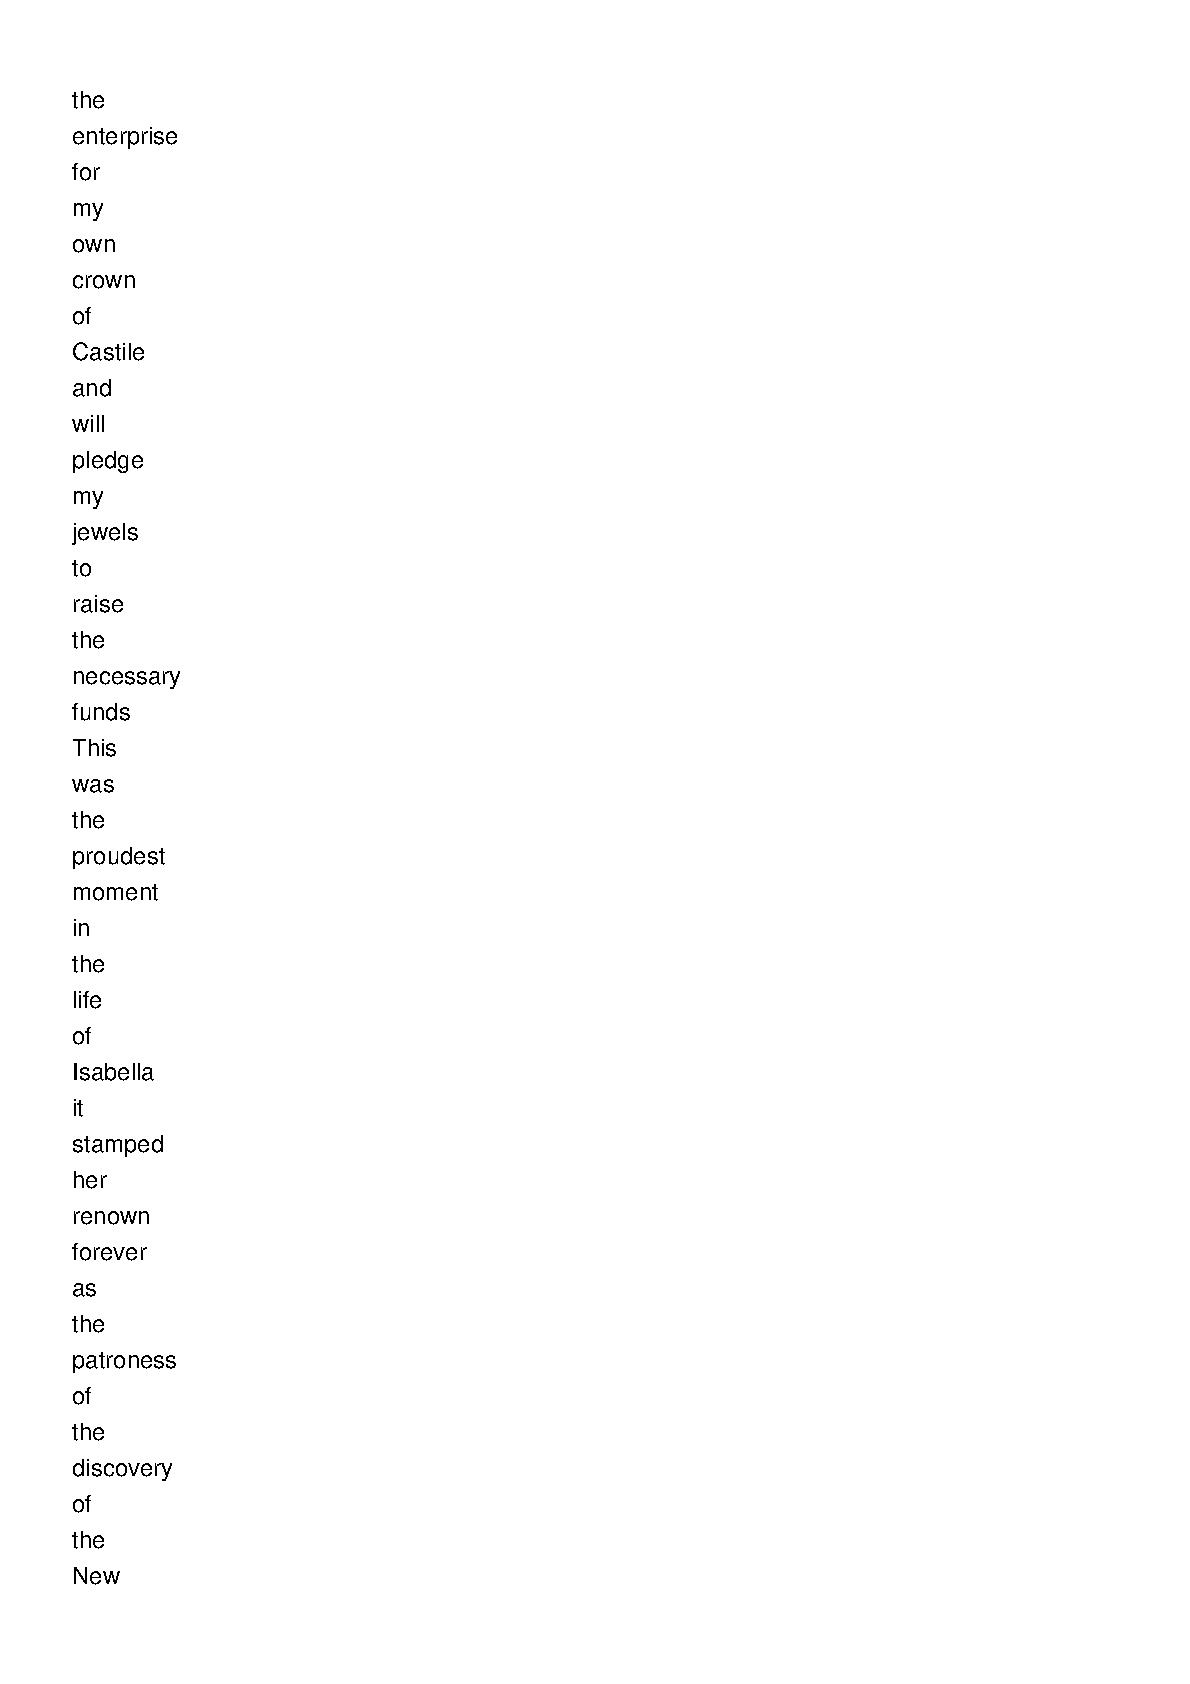 the
enterprise
for
my
own
crown
of
Castile
and
will
pledge
my
jewels
to
raise
the
necessary
funds
This
was
the
proudest
moment
in
the
life
of
Isabella
it
stamped
her
renown
forever
as
the
patroness
of
the
discovery
of
the
New